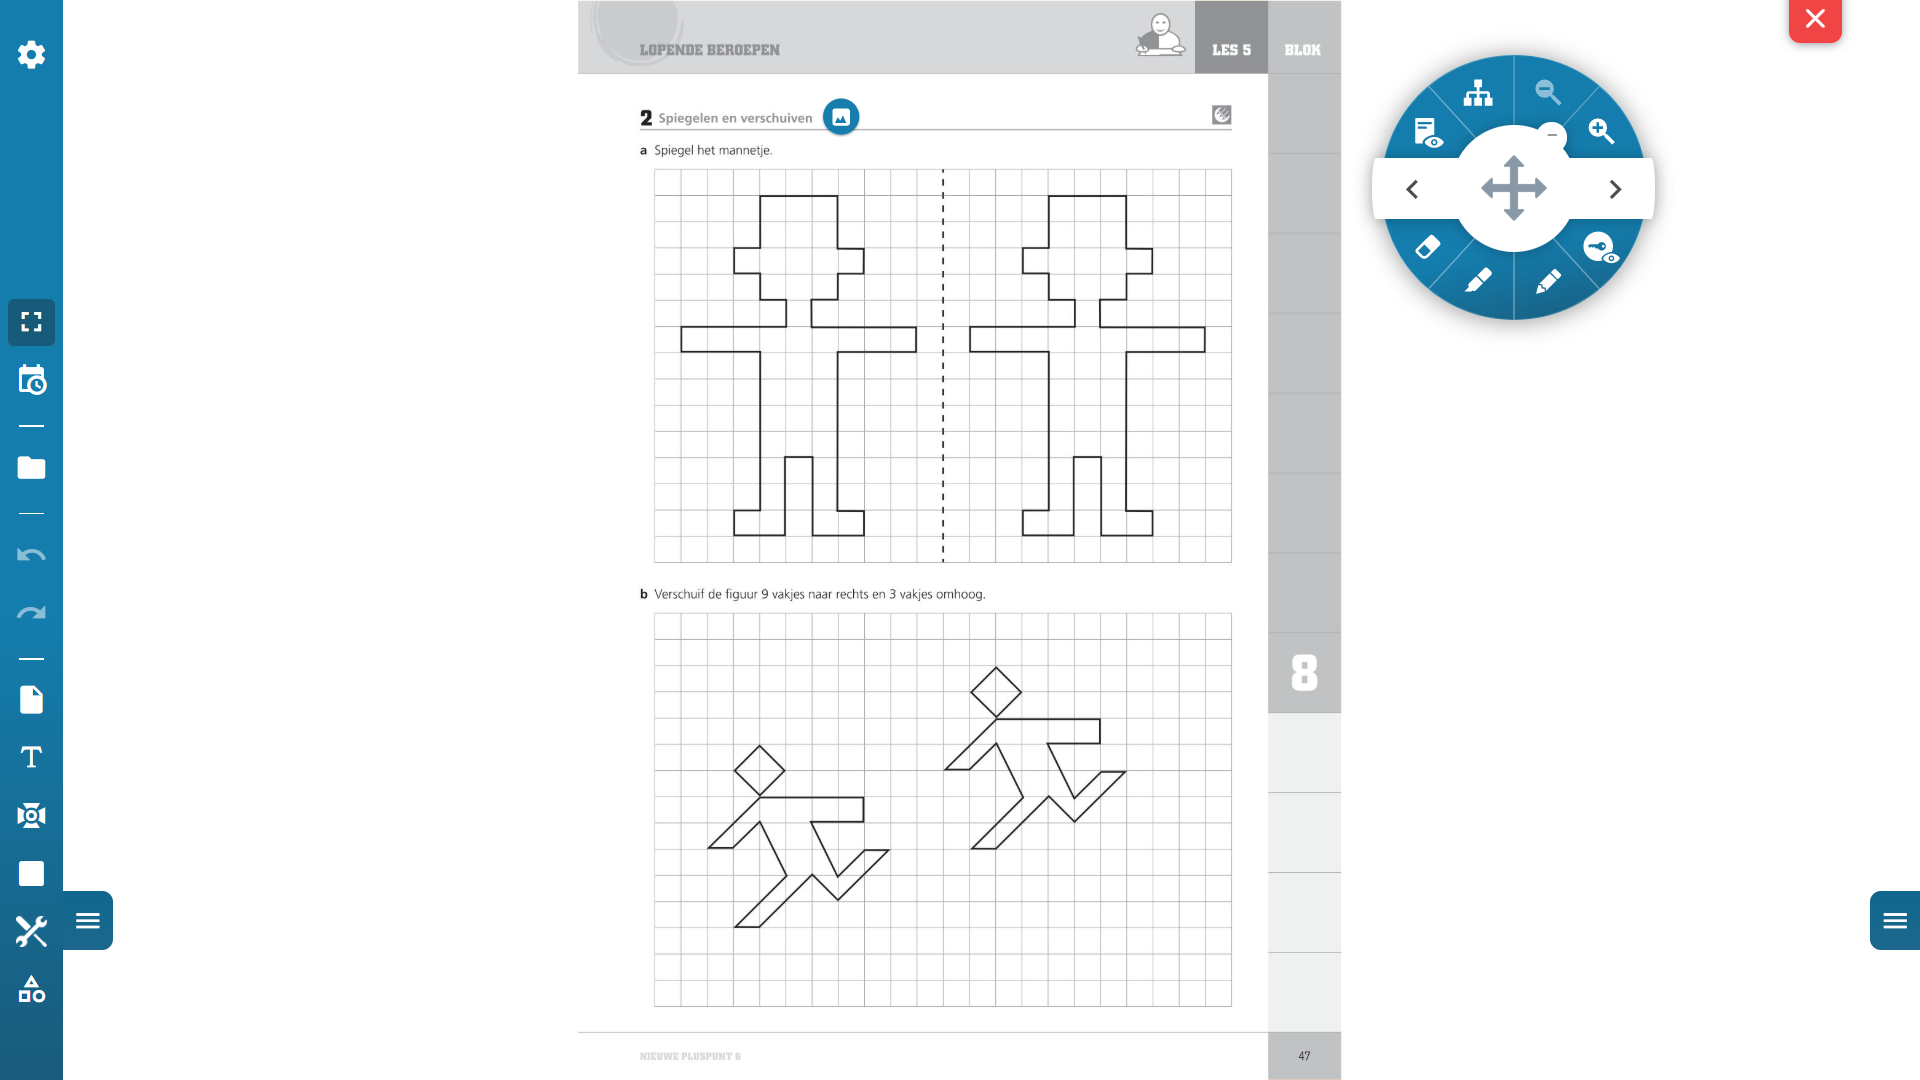 LOPENDE BEROEPEN
LES 5
BLOK
2 Spiegelen en verschuiven
a Spiegel het mannetje.
b Verschuif de figuur 9 vakjes naar rechts en 3 vakjes omhoog.
8
NIEUWE PLUSPUNT 6
47
T